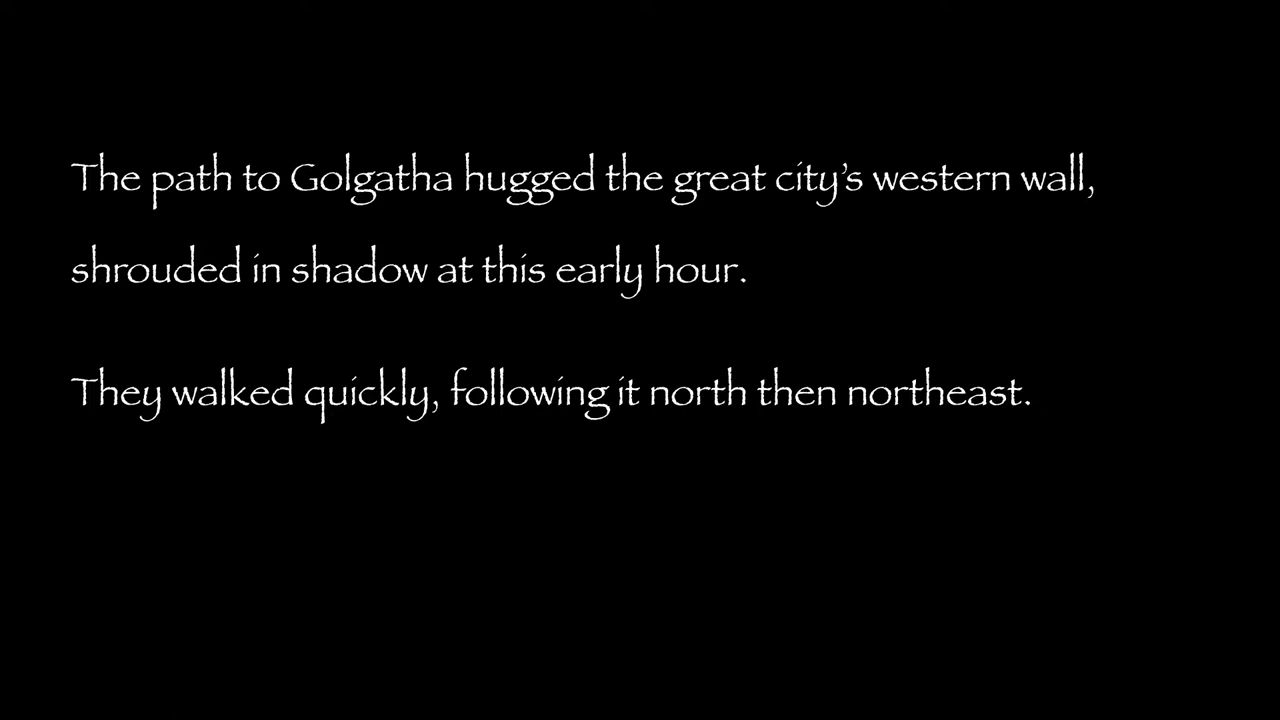 The path to Golgatha hugged the great city’s western wall,
shrouded in shadow at this early hour.
They walked quickly, following it north then northeast.